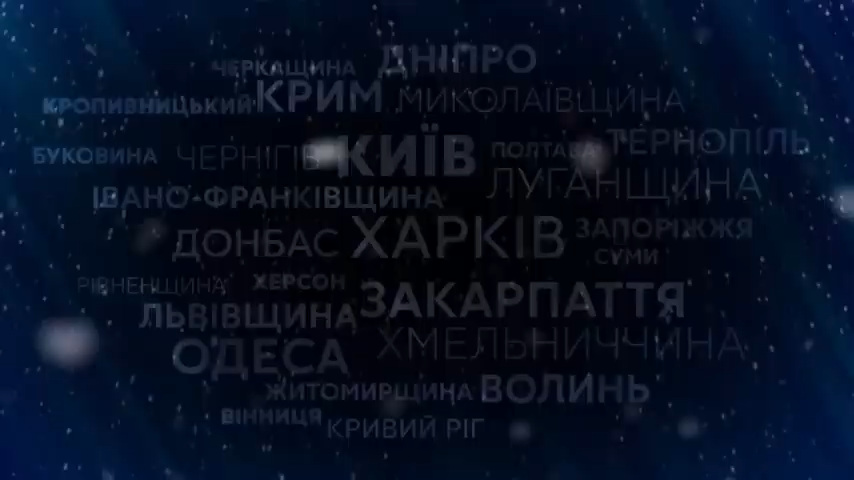 ЧЕРКАЩИНА ДНІПРО
КРОПИВНИЦЬКИЙ КРИМ МИКОЛАЇВЩИНА
БУКОВИНА ЧЕРНІГІВ КИЇВ ПОЛТАВА ТЕРНОПІЛЬ
ІВАНО-ФРАНКІВЩИНА ЛУГАНЩИНА
ДОНБАС ХАРКІВ ЗАПОРІЖЖЯ
СУМИ
РІВНЕНЩИНА ХЕРСОН ЗАКАРПАТТЯ
ЛЬВІВЩИНА ХМЕЛЬНИЧЧИНА
ОДЕСА
ЖИТОМИРЩИНА ВОЛИНЬ
ВІННИЦЯ КРИВИЙ РІГ